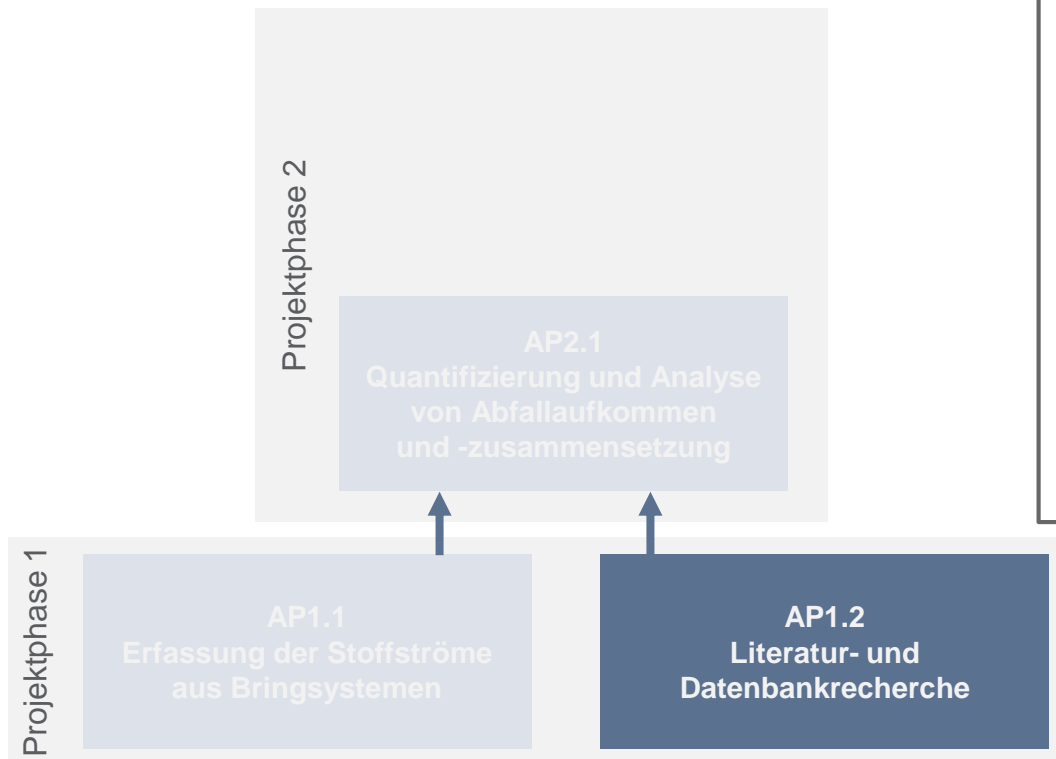 Projektphase 2
AP2.1
Quantifizierung und Analyse
von Abfallaufkommen
und -zusammensetzung
Projektphase 1
AP1.1
Erfassung der Stoffströme
aus Bringsystemen
AP1.2
Literatur- und
Datenbankrecherche